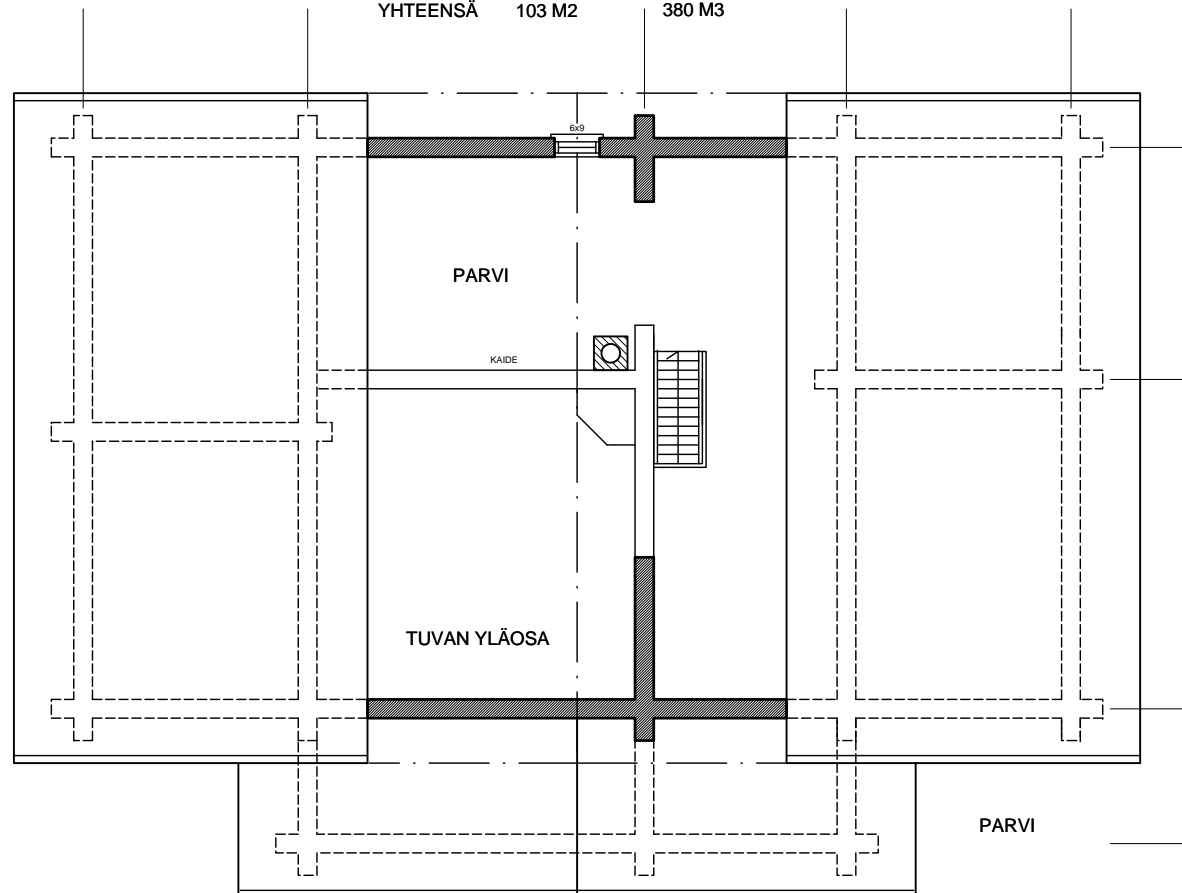 YHTEENSÄ 103 M2 380 M3
6x9
PARVI
KAIDE
TUVAN YLÄOSA
PARVI